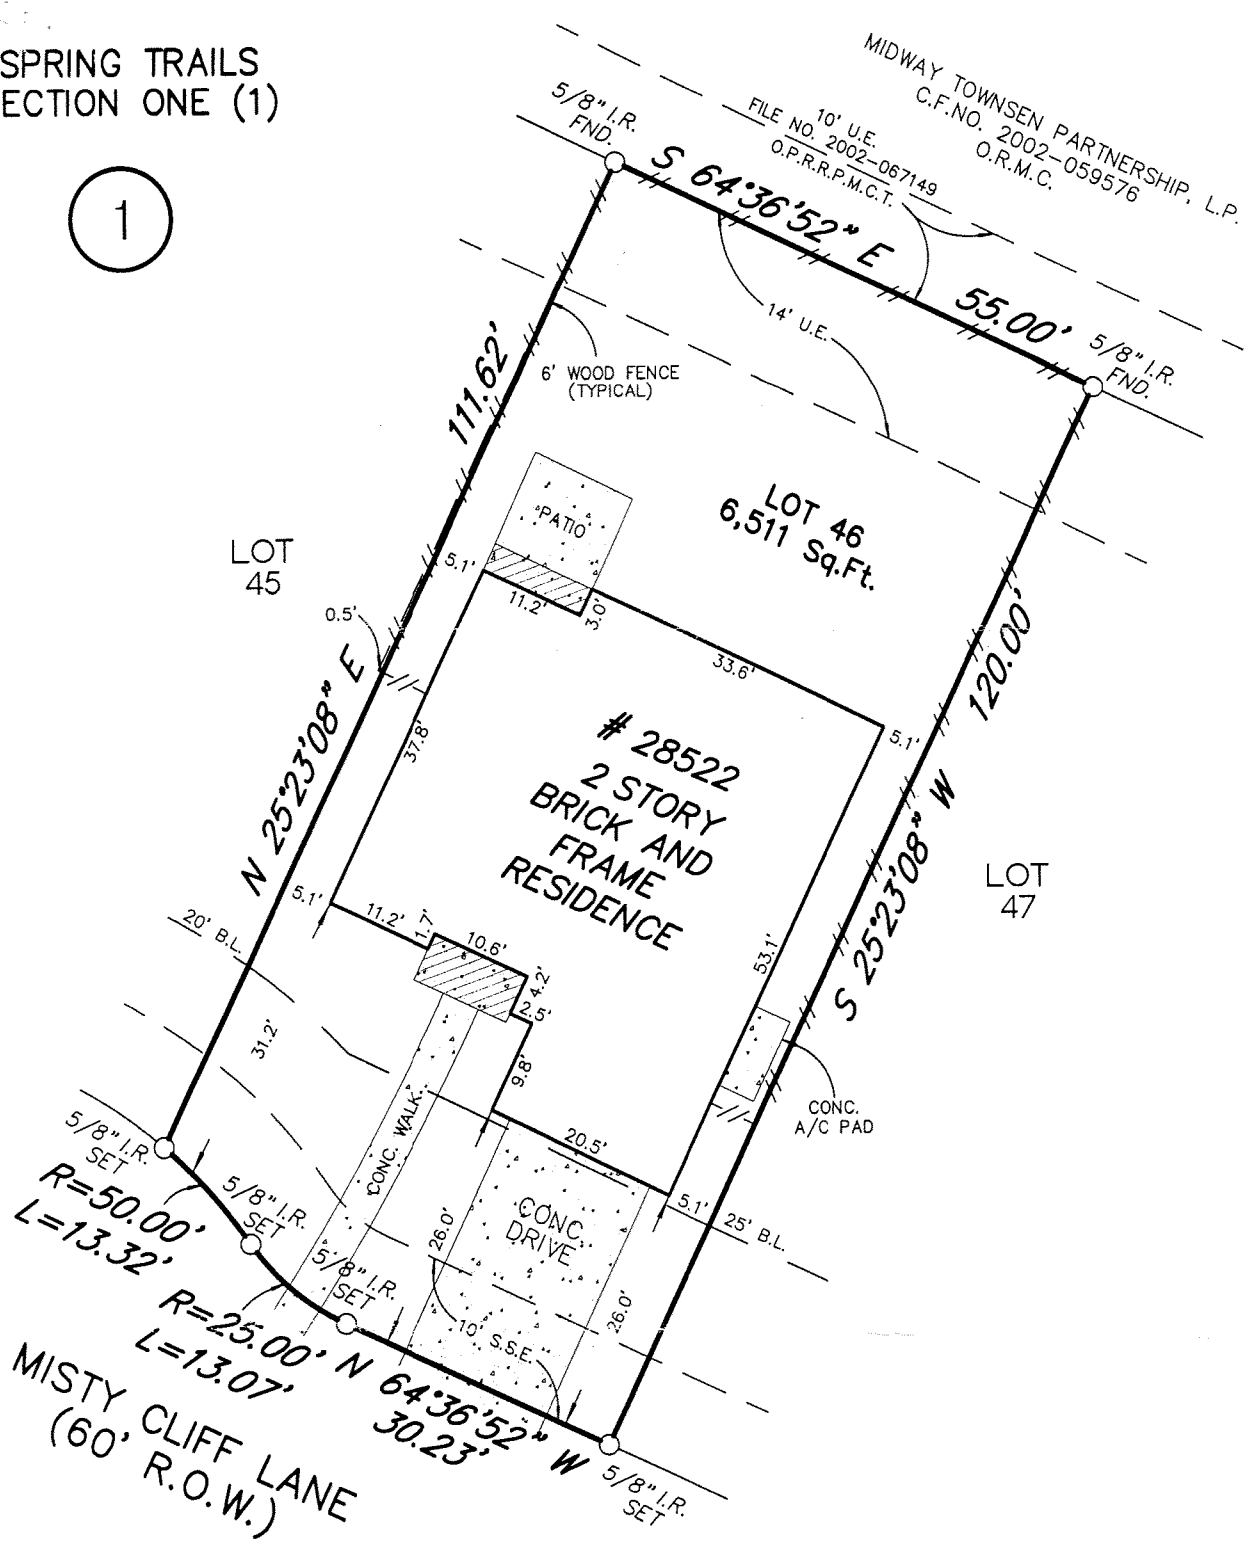 SPRING TRAILS
ECTION ONE (1)
1
MIDWAY TOWNSEN PARTNERSHIP, L.P.
C.F.NO. 2002-059576
O.R.M.C.
10' U.E.
FILE NO. 2002-067149
O.P.R.R.P.M.C.T.
5/8" I.R.
FND.
S 64°36'52" E
55.00'
5/8" I.R.
FND.
14' U.E.
6' WOOD FENCE
(TYPICAL)
111.62'
N 25°23'08" E
LOT
45
PATIO
LOT 46
6,511 Sq.Ft.
5.1'
11.2'
3.0'
33.6'
0.5'
37.8'
5.1'
120.00'
S 25°23'08" W
# 28522
2 STORY
BRICK AND
FRAME
RESIDENCE
LOT
47
5.1'
11.2'
1.7'
10.6'
4.2'
2.5'
9.8'
53.1'
20' B.L.
31.2'
CONC. WALK
CONC.
A/C PAD
20.5'
5.1'
25' B.L.
CONC.
DRIVE
26.0'
26.0'
10' S.S.E.
5/8" I.R.
SET
5/8" I.R.
SET
5/8" I.R.
SET
R=50.00'
L=13.32'
R=25.00'
L=13.07'
N 64°36'52" W
30.23'
5/8" I.R.
SET
MISTY CLIFF LANE
(60' R.O.W.)